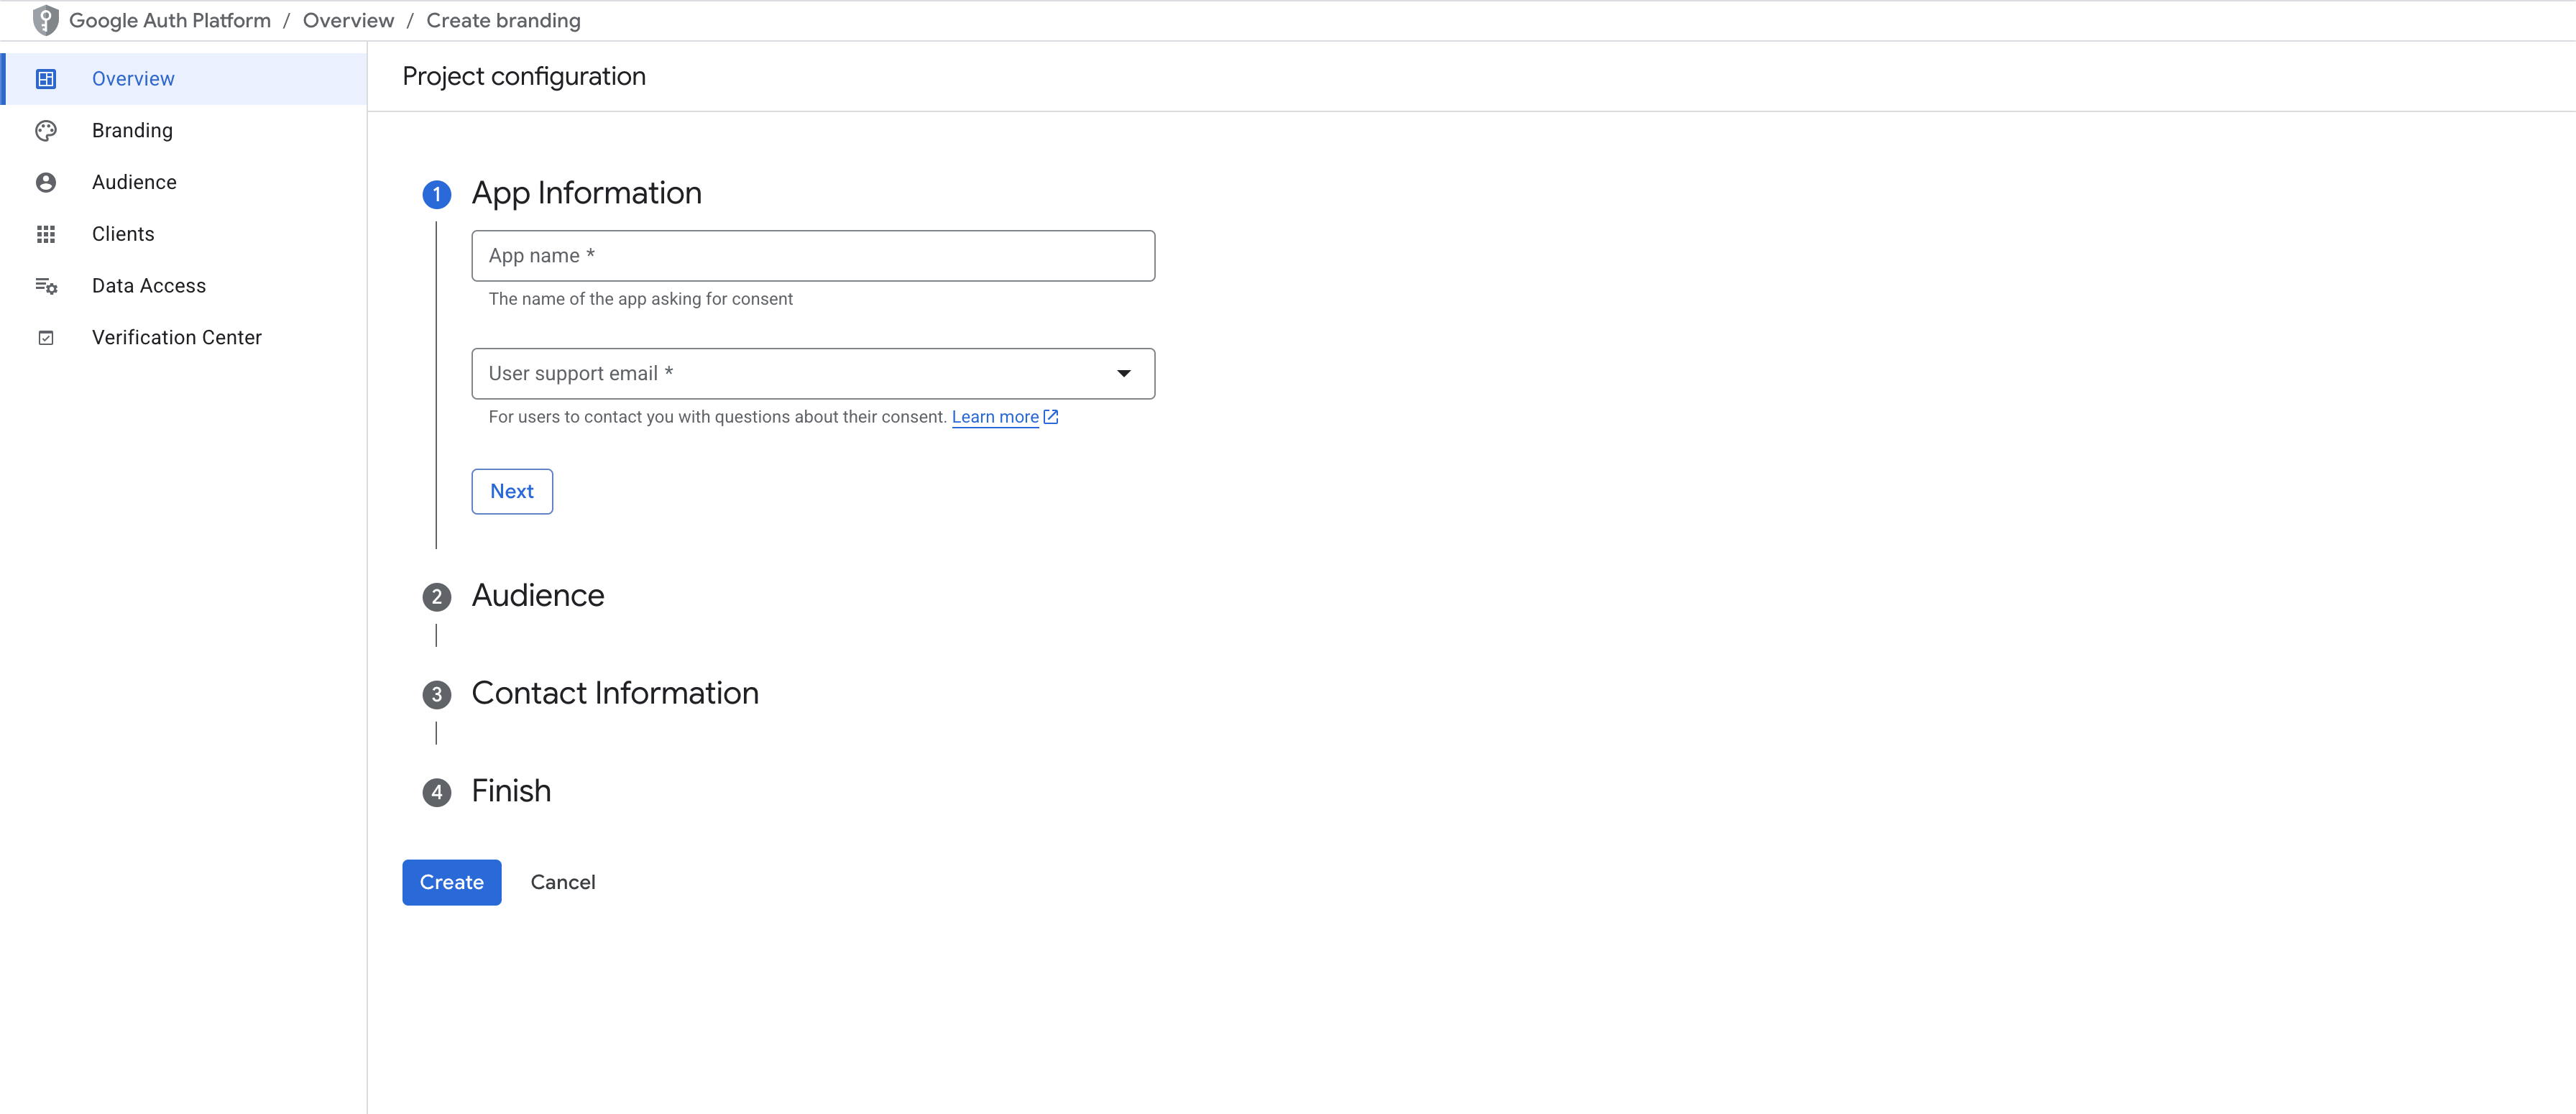 Google Auth Platform / Overview / Create branding
Overview
Branding
Audience
Clients
Data Access
Verification Center
Project configuration
1 App Information
App name *
The name of the app asking for consent
User support email *
For users to contact you with questions about their consent. Learn more
Next
2 Audience
3 Contact Information
4 Finish
Create Cancel